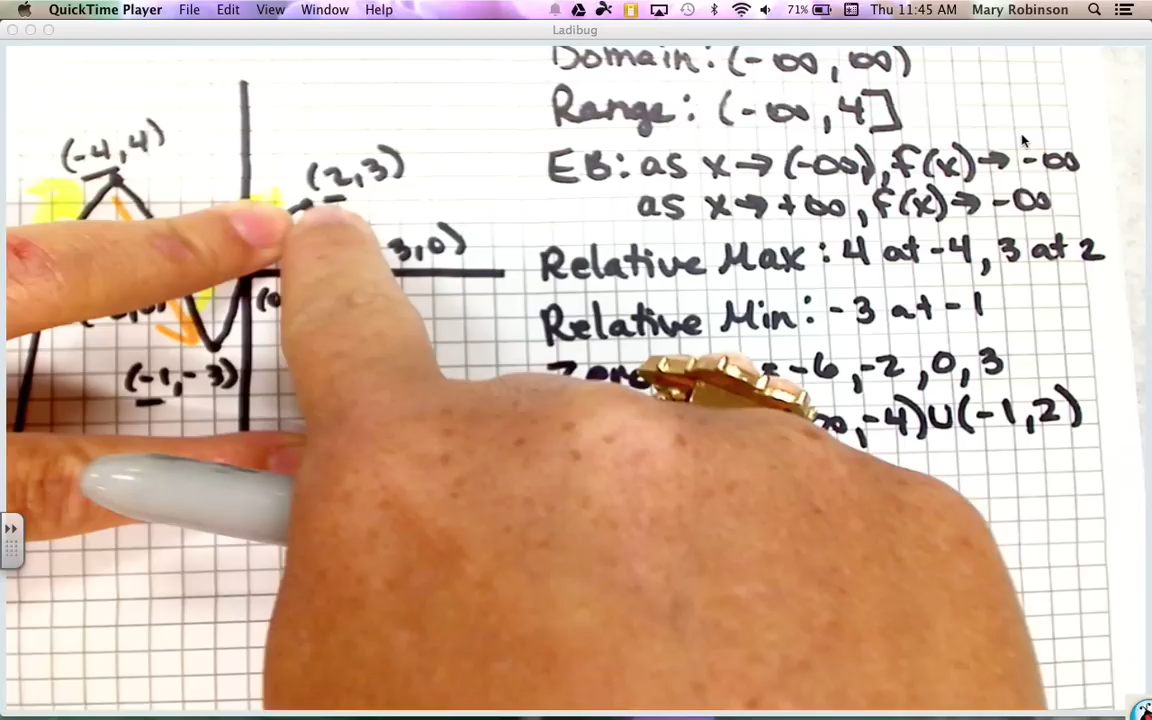 QuickTime Player File Edit View Window Help 71% Thu 11:45 AM Mary Robinson
Ladibug
Domain: (-∞, ∞)
Range: (-∞, 4]
EB: as x→(-∞), f(x)→ -∞
as x→+∞, f(x)→ -∞
Relative Max: 4 at -4, 3 at 2
Relative Min: -3 at -1
= -6, -2, 0, 3
∞, -4)∪(-1, 2)
(-4, 4)
(2, 3)
3, 0)
(-1, -3)